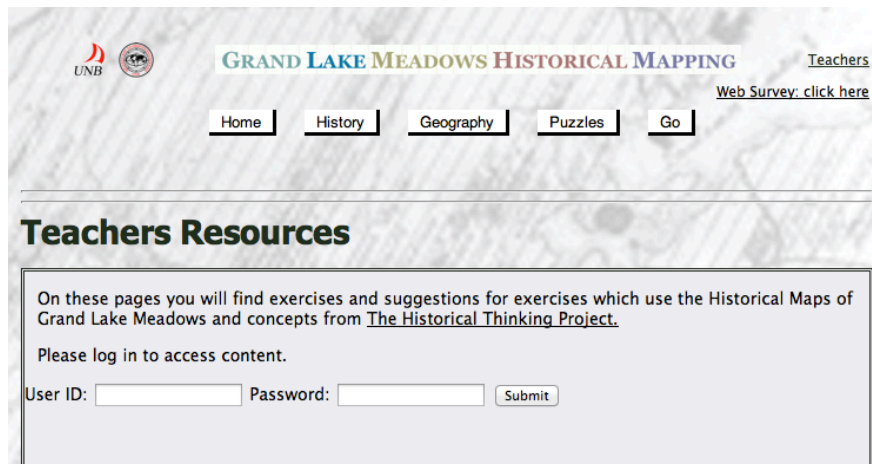 UNB
GRAND LAKE MEADOWS HISTORICAL MAPPING
Teachers
Web Survey: click here
Home History Geography Puzzles Go
Teachers Resources
On these pages you will find exercises and suggestions for exercises which use the Historical Maps of
Grand Lake Meadows and concepts from The Historical Thinking Project.
Please log in to access content.
User ID: Password: Submit